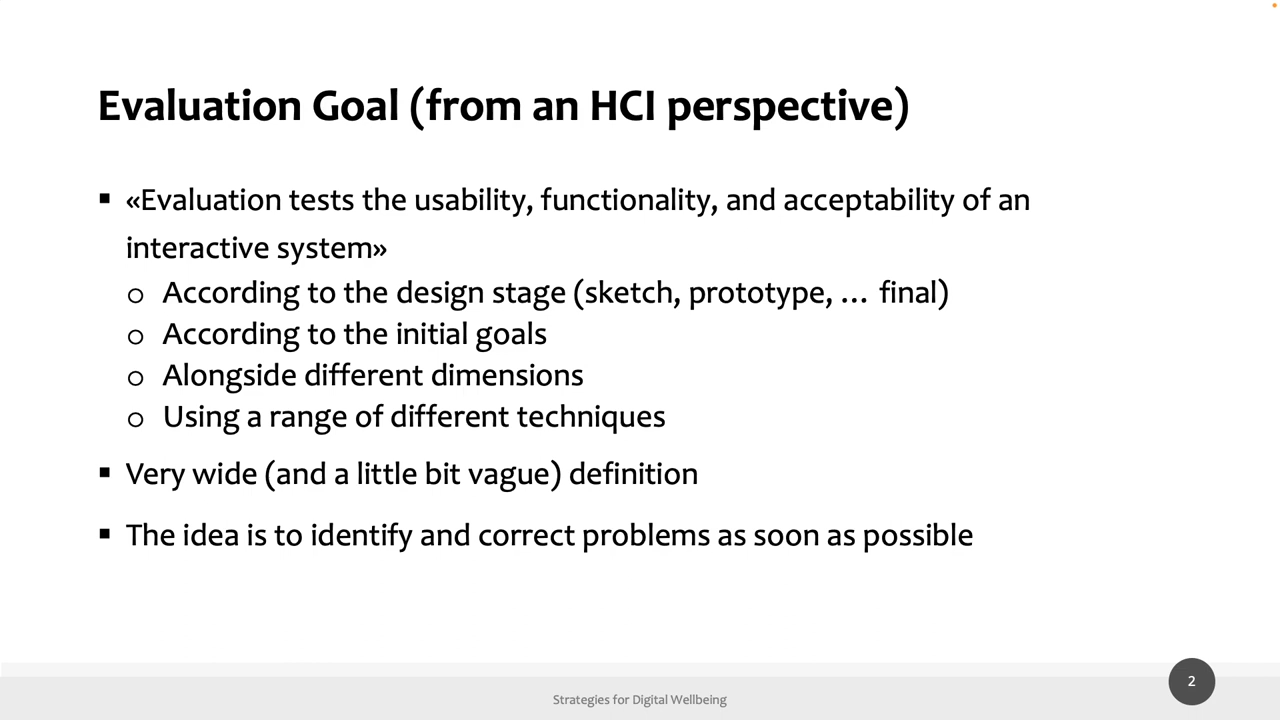 Evaluation Goal (from an HCI perspective)
▪ «Evaluation tests the usability, functionality, and acceptability of an
interactive system»
o According to the design stage (sketch, prototype, … final)
o According to the initial goals
o Alongside different dimensions
o Using a range of different techniques
▪ Very wide (and a little bit vague) definition
▪ The idea is to identify and correct problems as soon as possible
Strategies for Digital Wellbeing
2